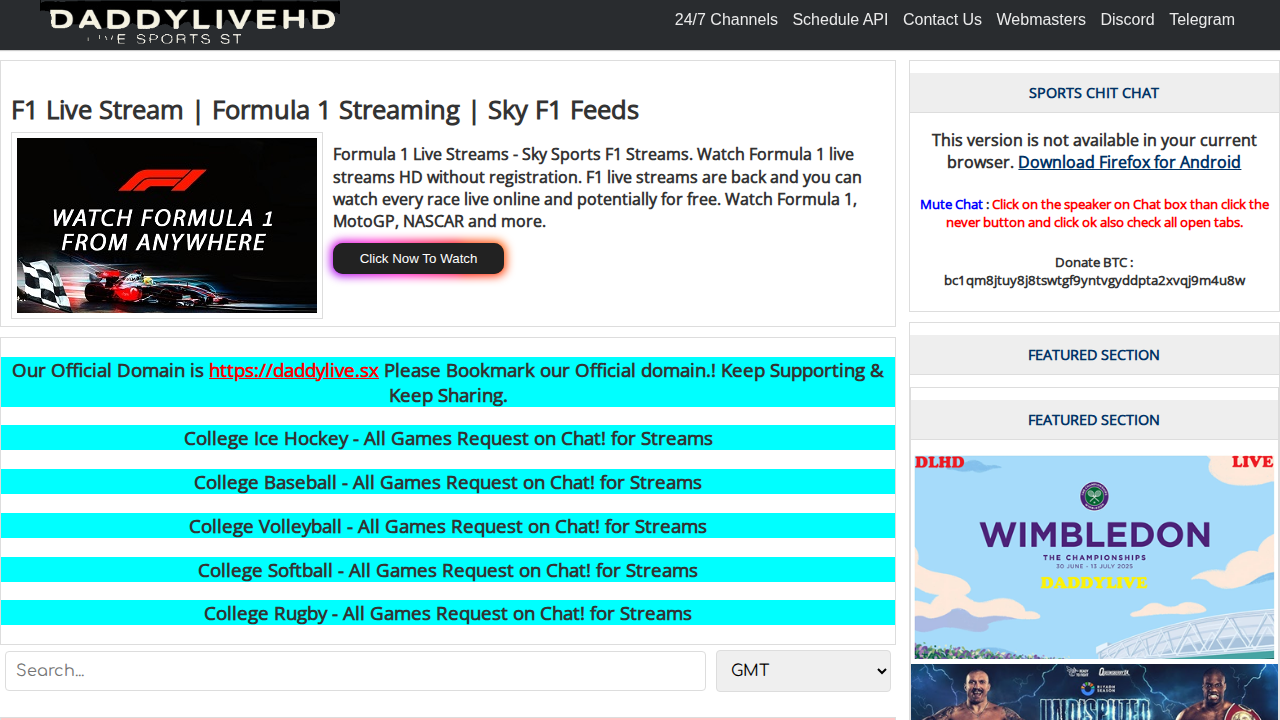 DADDYLIVEHD
LIVE SPORTS ST
24/7 Channels Schedule API Contact Us Webmasters Discord Telegram
F1 Live Stream | Formula 1 Streaming | Sky F1 Feeds
WATCH FORMULA 1
FROM ANYWHERE
Formula 1 Live Streams - Sky Sports F1 Streams. Watch Formula 1 live
streams HD without registration. F1 live streams are back and you can
watch every race live online and potentially for free. Watch Formula 1,
MotoGP, NASCAR and more.
Click Now To Watch
Our Official Domain is https://daddylive.sx Please Bookmark our Official domain.! Keep Supporting &
Keep Sharing.
College Ice Hockey - All Games Request on Chat! for Streams
College Baseball - All Games Request on Chat! for Streams
College Volleyball - All Games Request on Chat! for Streams
College Softball - All Games Request on Chat! for Streams
College Rugby - All Games Request on Chat! for Streams
Search...
GMT
SPORTS CHIT CHAT
This version is not available in your current
browser. Download Firefox for Android
Mute Chat : Click on the speaker on Chat box than click the
never button and click ok also check all open tabs.
Donate BTC :
bc1qm8jtuy8j8tswtgf9yntvgyddpta2xvqj9m4u8w
FEATURED SECTION
FEATURED SECTION
DLHD LIVE
WIMBLEDON
THE CHAMPIONSHIPS
30 JUNE - 13 JULY 2025
DADDYLIVE
RIYADH
SEASON
UNDISPUTED